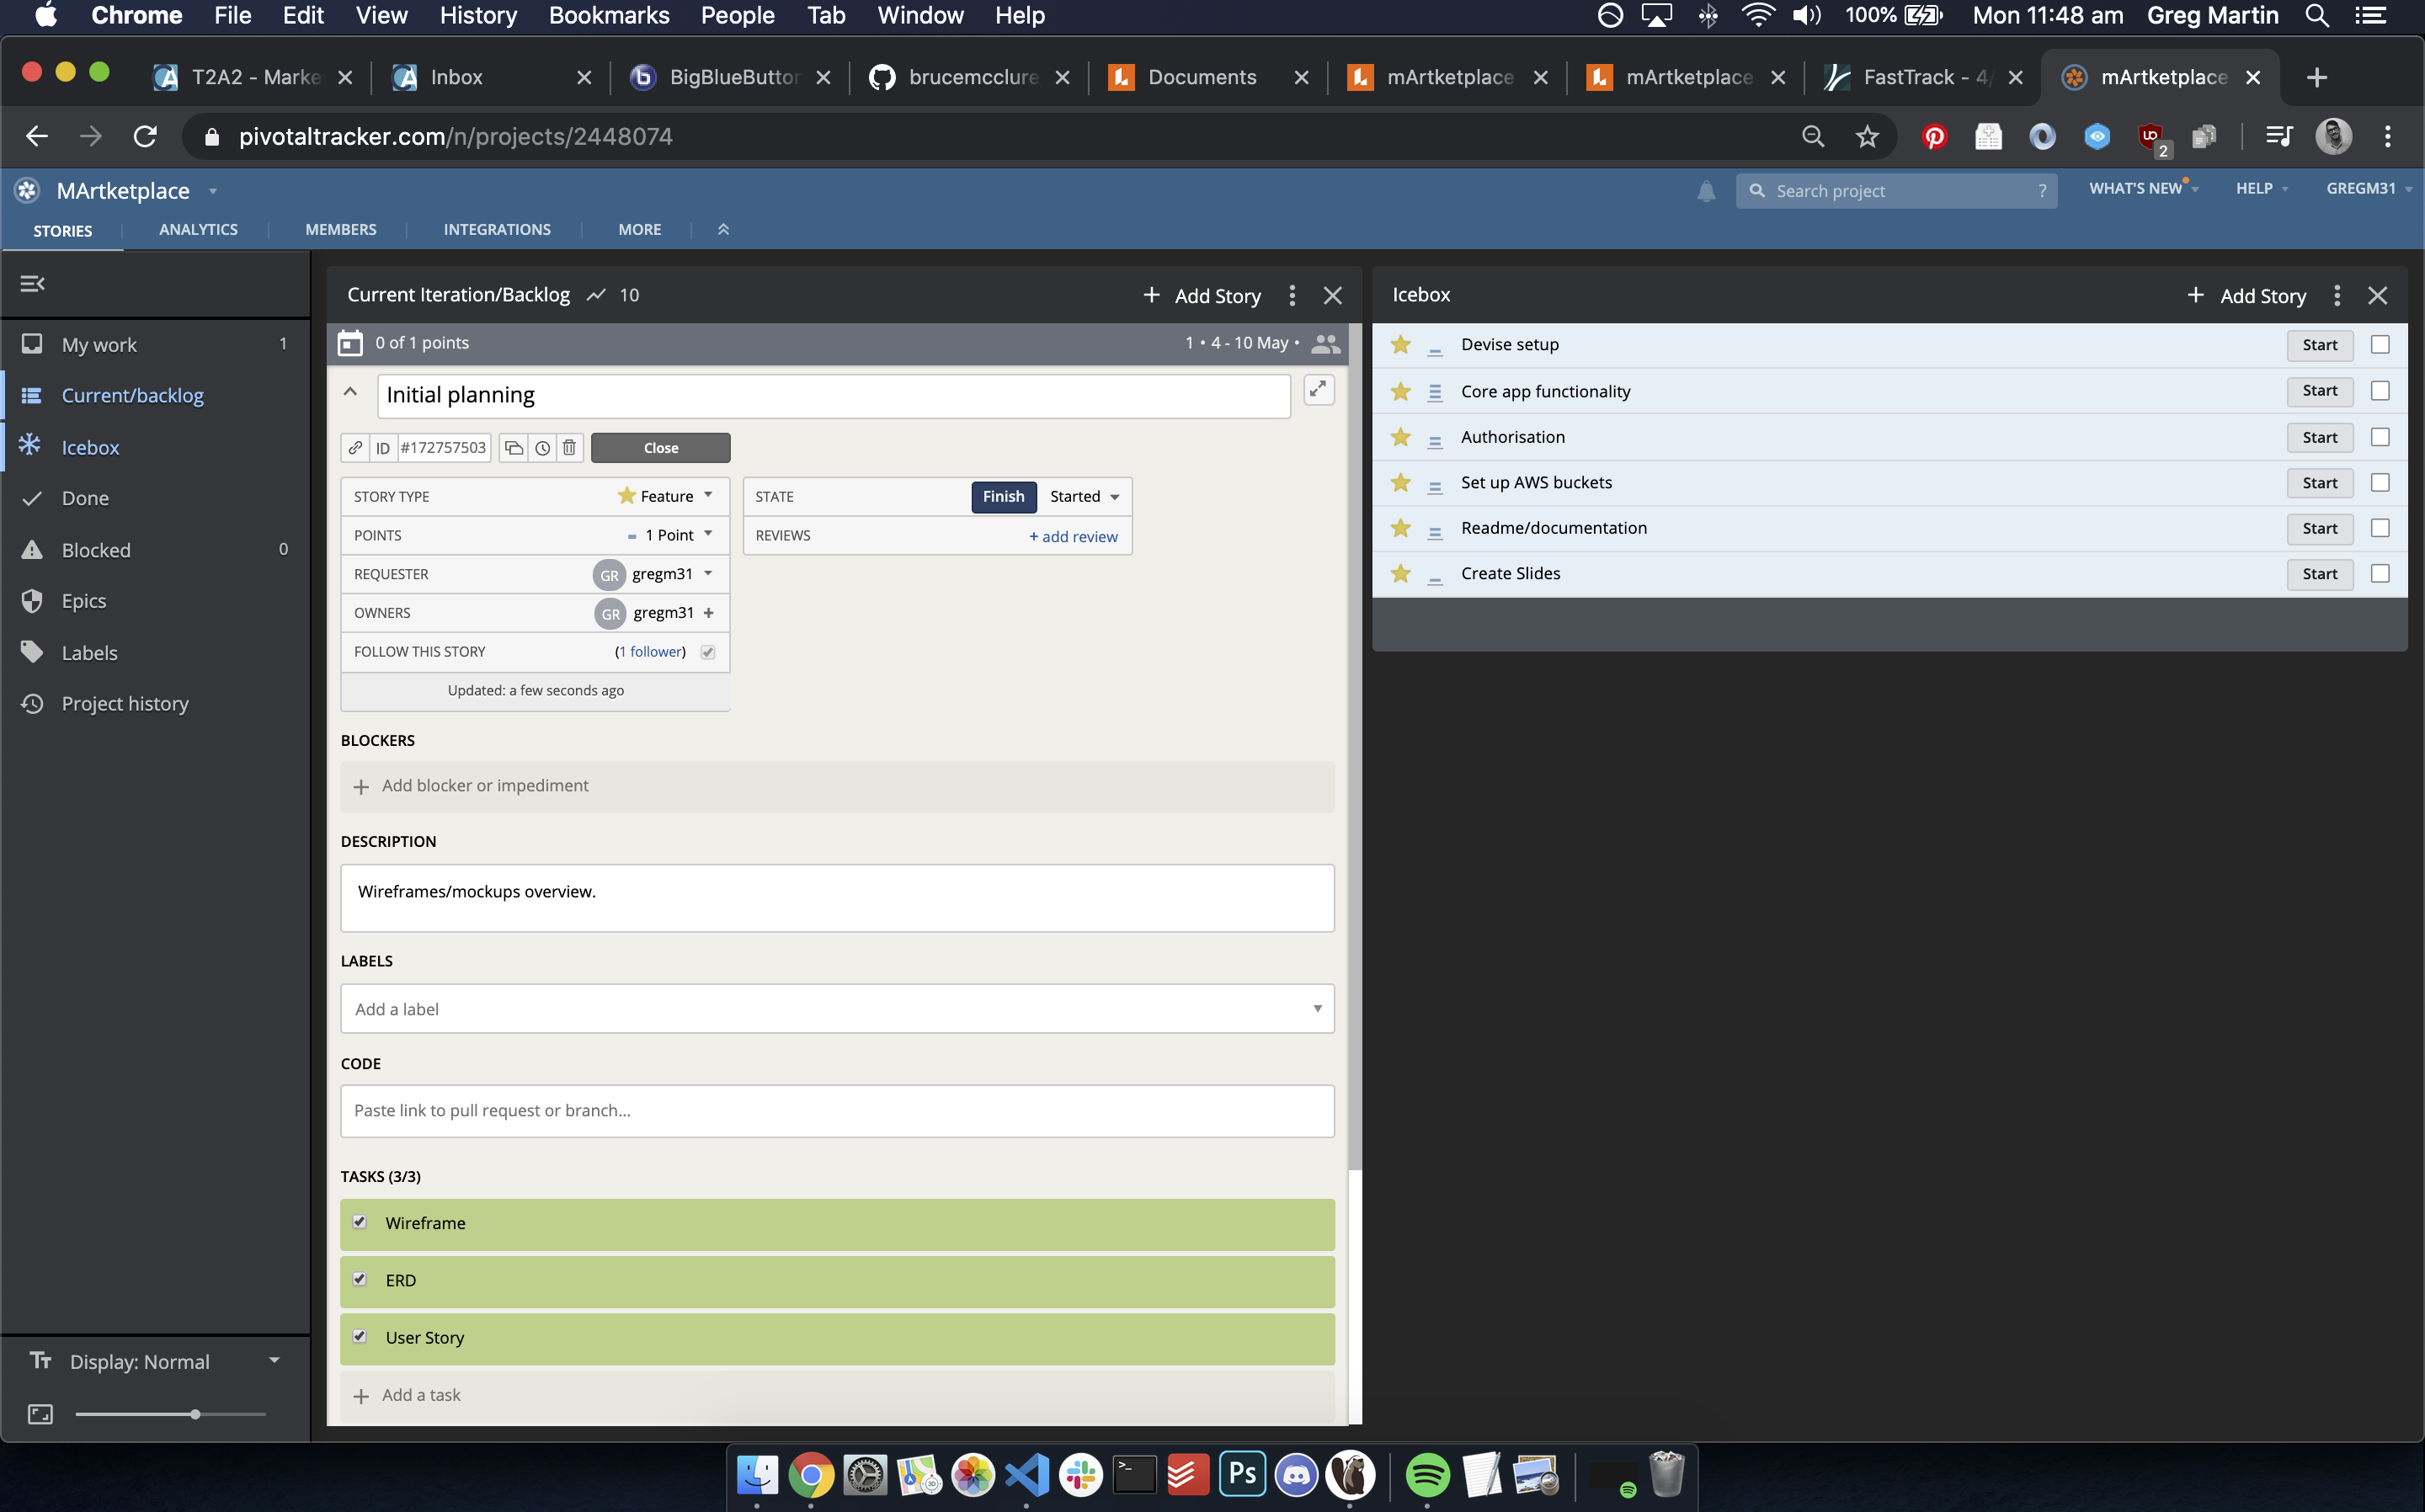 Chrome File Edit View History Bookmarks People Tab Window Help 100% Mon 11:48 am Greg Martin
T2A2 - Marke Inbox BigBlueButtor brucemcclure Documents mArtketplace mArtketplace FastTrack - 4/ mArtketplace
pivotaltracker.com/n/projects/2448074
2
MArtketplace
Search project ? WHAT'S NEW HELP GREGM31
STORIES ANALYTICS MEMBERS INTEGRATIONS MORE
My work 1
Current/backlog
Icebox
Done
Blocked 0
Epics
Labels
Project history
Display: Normal
Current Iteration/Backlog 10 + Add Story
0 of 1 points 1 • 4 - 10 May •
Initial planning
ID #172757503 Close
STORY TYPE Feature
POINTS 1 Point
REQUESTER GR gregm31
OWNERS GR gregm31 +
FOLLOW THIS STORY (1 follower)
Updated: a few seconds ago
STATE Finish Started
REVIEWS + add review
BLOCKERS
+ Add blocker or impediment
DESCRIPTION
Wireframes/mockups overview.
LABELS
Add a label
CODE
Paste link to pull request or branch...
TASKS (3/3)
Wireframe
ERD
User Story
+ Add a task
Icebox + Add Story
Devise setup Start
Core app functionality Start
Authorisation Start
Set up AWS buckets Start
Readme/documentation Start
Create Slides Start
Ps